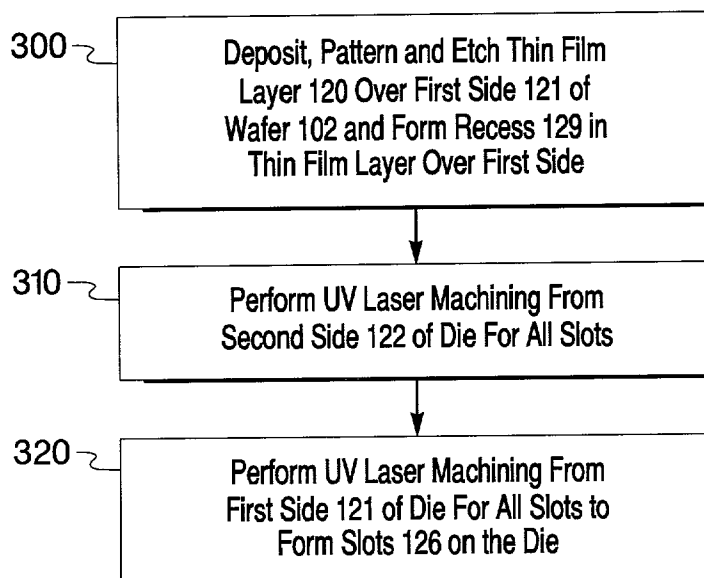 300
Deposit, Pattern and Etch Thin Film
Layer 120 Over First Side 121 of
Wafer 102 and Form Recess 129 in
Thin Film Layer Over First Side
310
Perform UV Laser Machining From
Second Side 122 of Die For All Slots
320
Perform UV Laser Machining From
First Side 121 of Die For All Slots to
Form Slots 126 on the Die